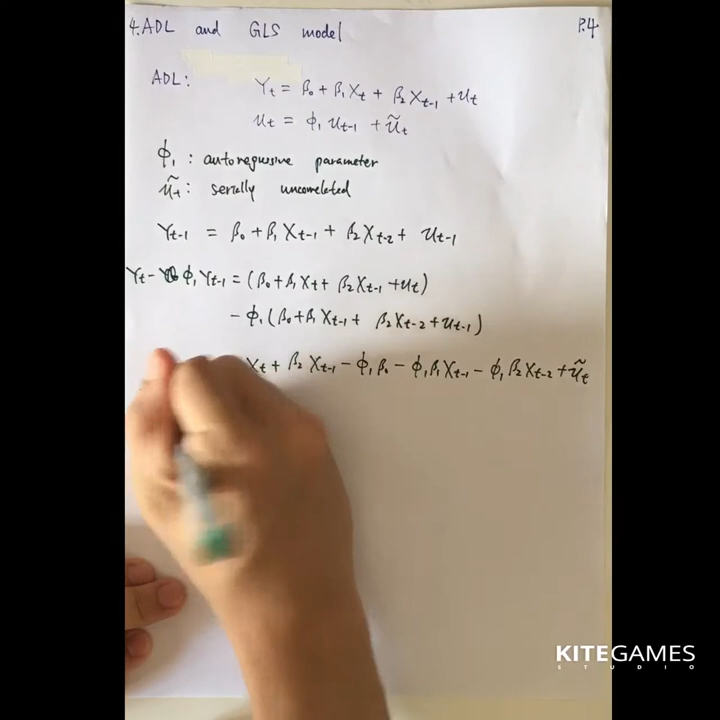 4. ADL and GLS model P.4
ADL: Yt = β0 + β1Xt + β2Xt-1 + ut
ut = ϕ1 ut-1 + ũt
ϕ1 : autoregressive parameter
ũt : serially uncorrelated
Yt-1 = β0 + β1Xt-1 + β2Xt-2 + ut-1
Yt - ϕ1Yt-1 = (β0 + β1Xt + β2Xt-1 + ut)
- ϕ1(β0 + β1Xt-1 + β2Xt-2 + ut-1)
Xt + β2Xt-1 - ϕ1β0 - ϕ1β1Xt-1 - ϕ1β2Xt-2 + ũt
KITEGAMES
STUDIO